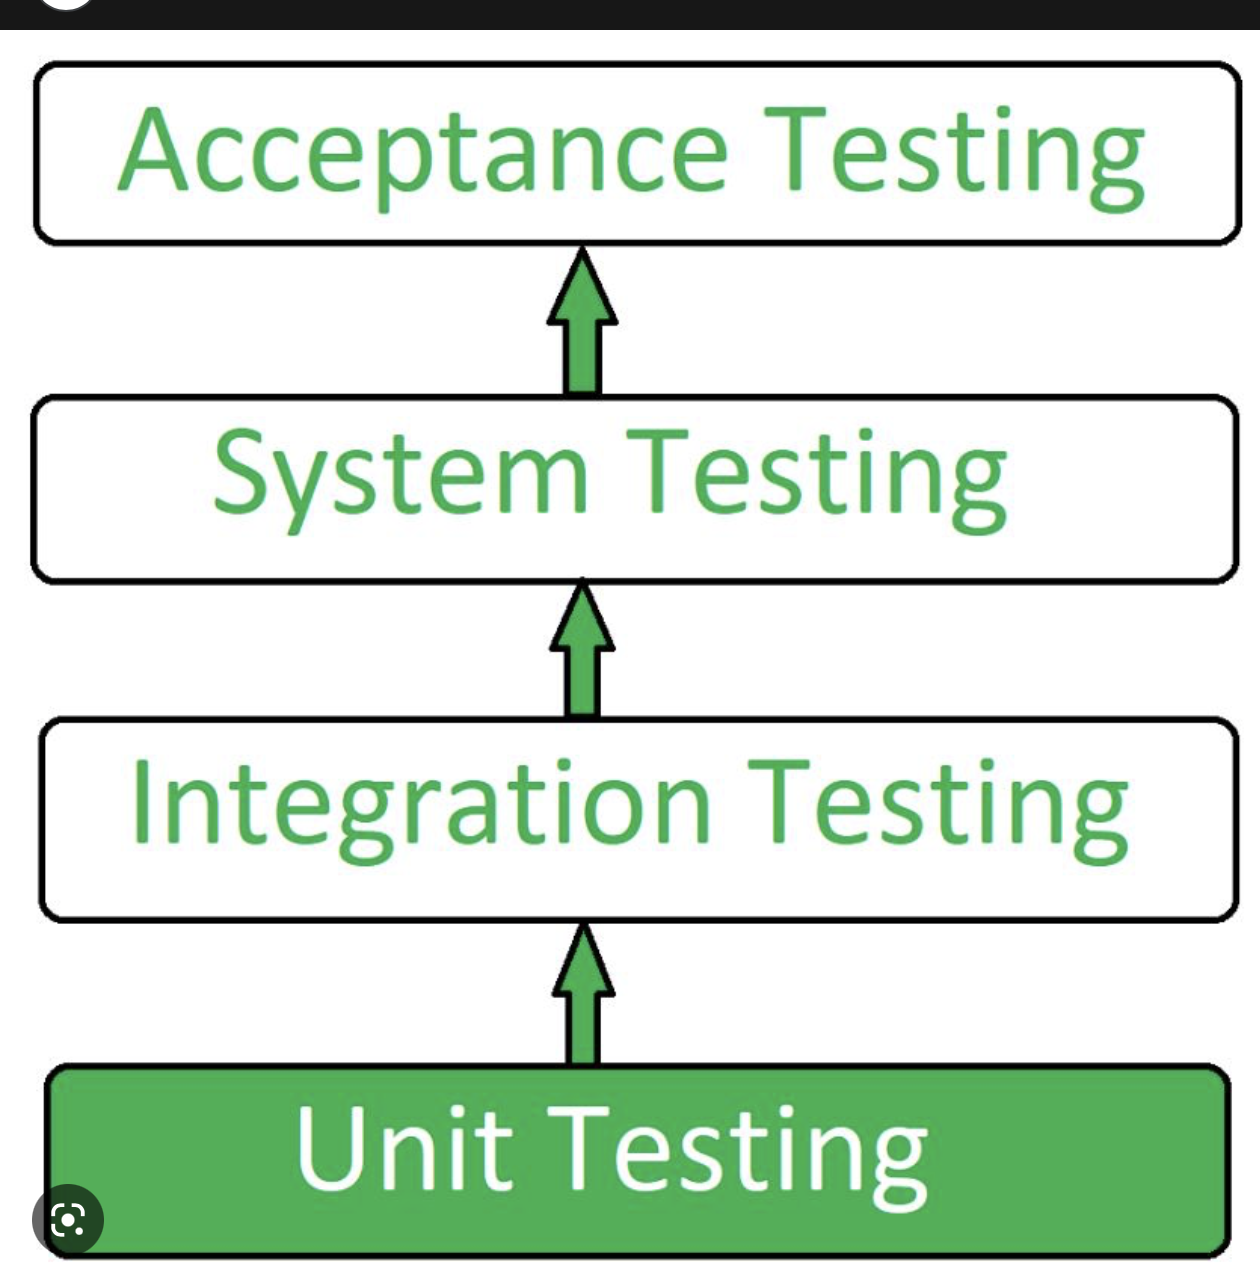 Acceptance Testing
System Testing
Integration Testing
Unit Testing